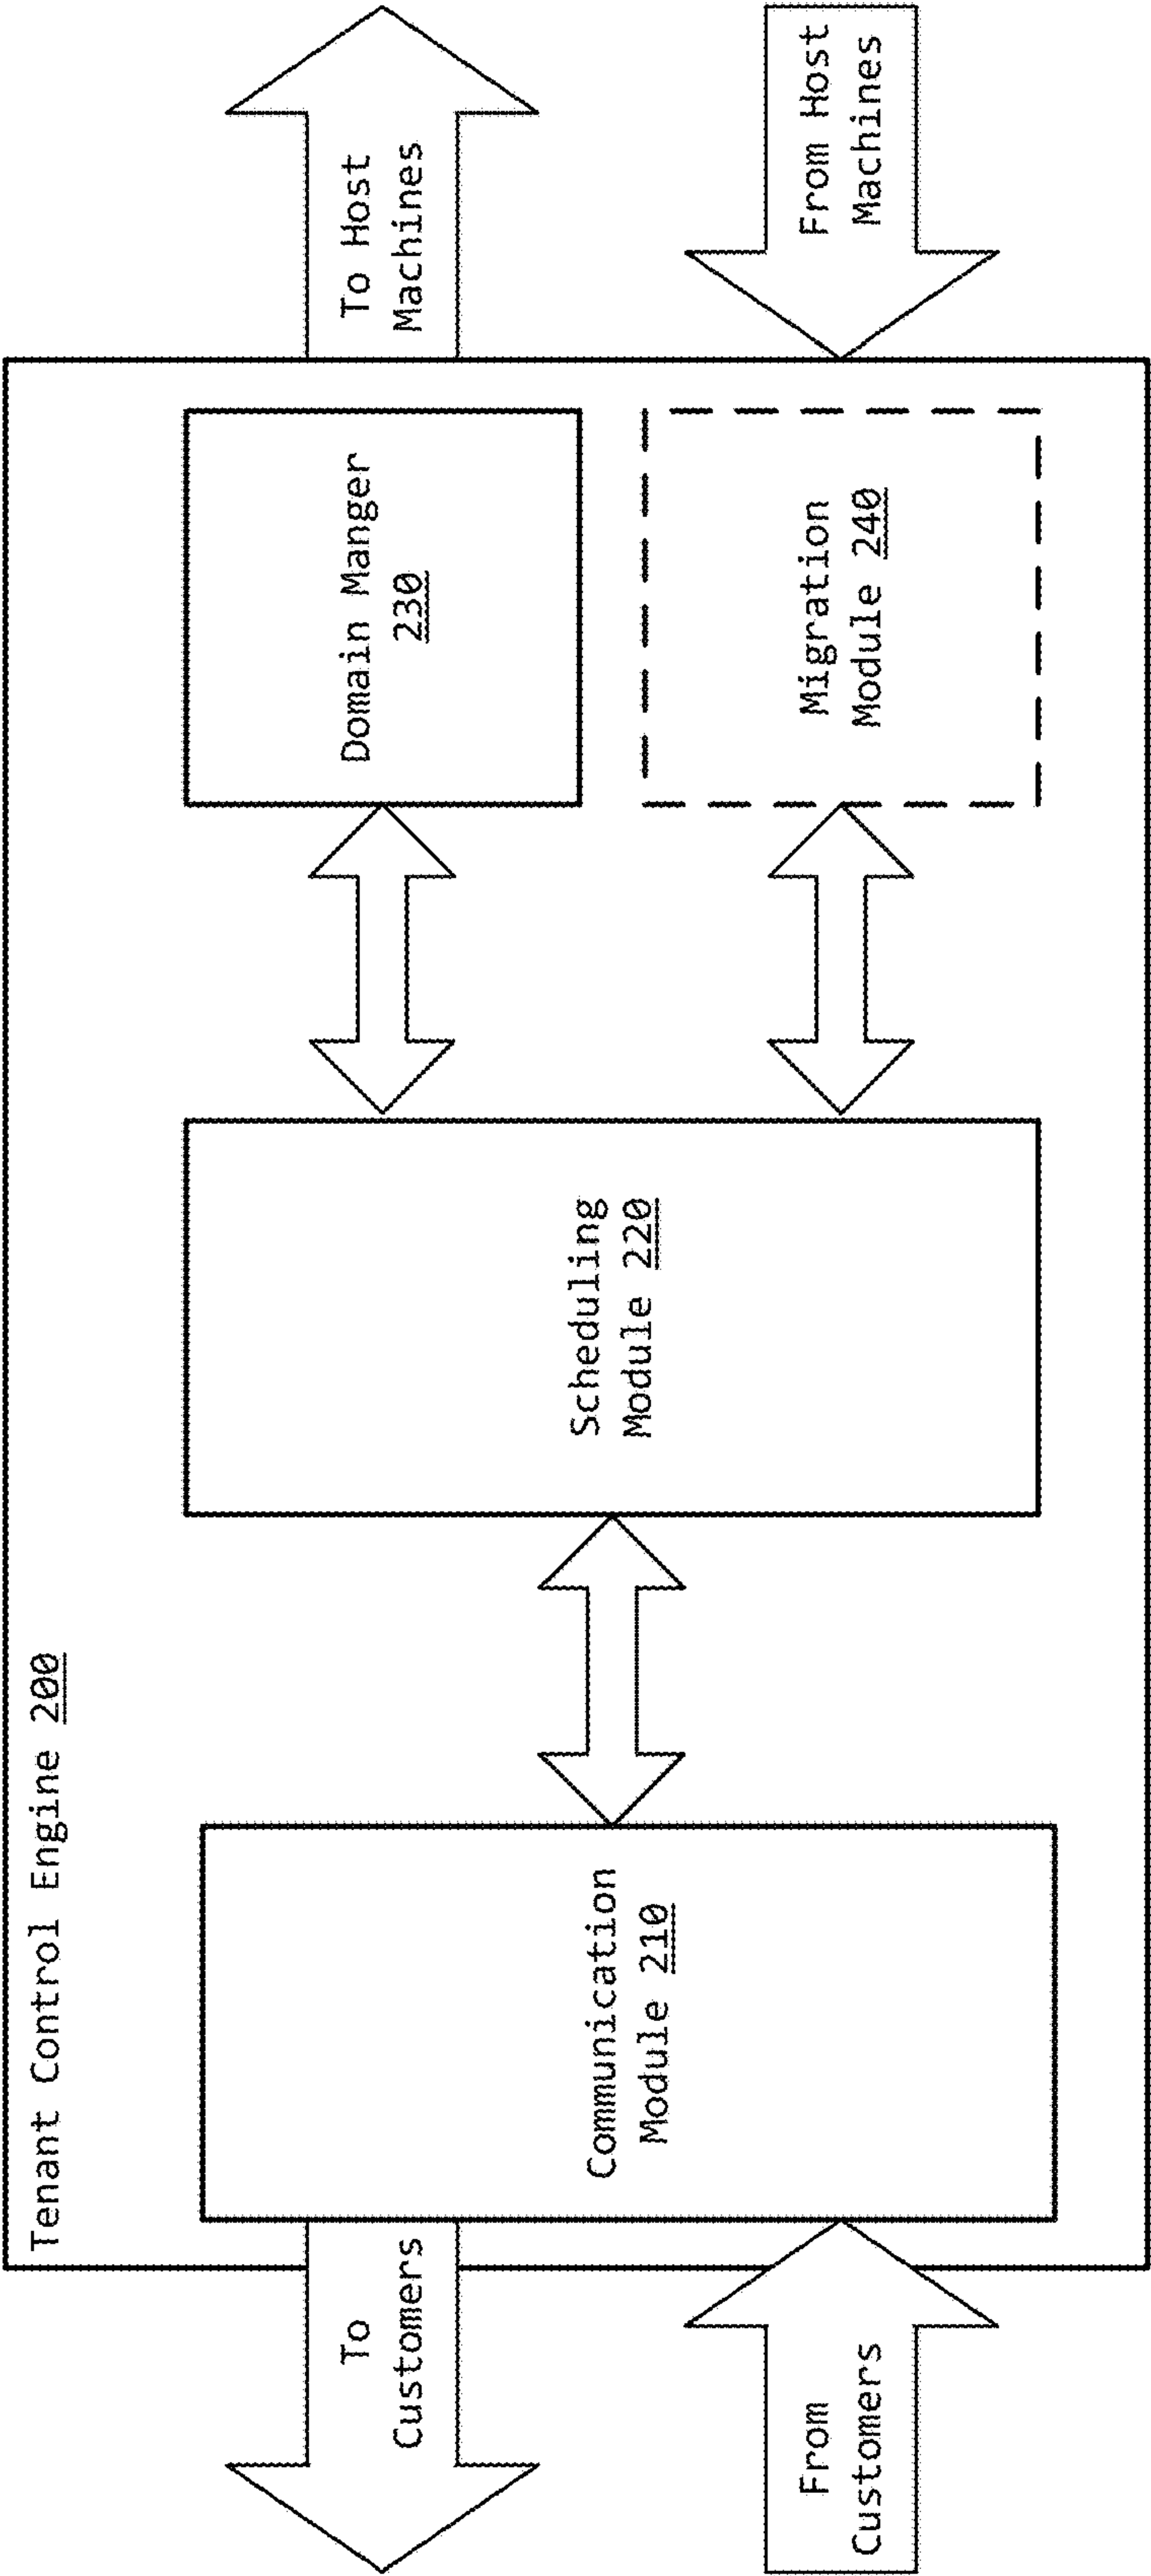 Tenant Control Engine 200
To
Customers
From
Customers
Communication
Module 210
Scheduling
Module 220
Domain Manger
230
Migration
Module 240
To Host
Machines
From Host
Machines